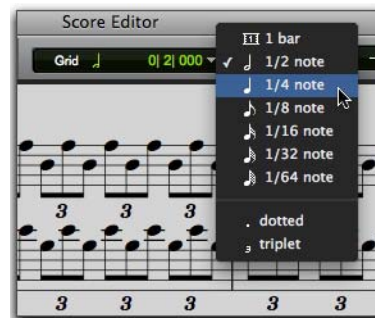 Score Editor
Grid 0| 2| 000
1 bar
✓ 1/2 note
1/4 note
1/8 note
1/16 note
1/32 note
1/64 note
. dotted
3 triplet
3 3 3
3 3 3 3 3